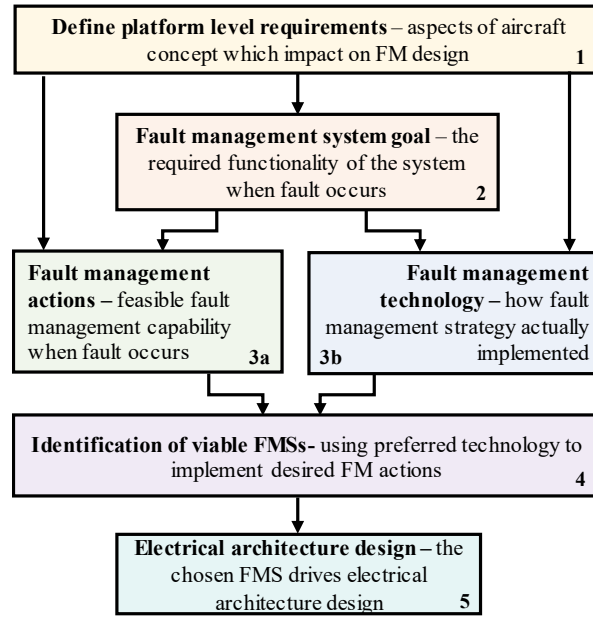 Define platform level requirements – aspects of aircraft
concept which impact on FM design
1
Fault management system goal – the
required functionality of the system
when fault occurs
2
Fault management
actions – feasible fault
management capability
when fault occurs
3a
Fault management
technology – how fault
management strategy actually
implemented
3b
Identification of viable FMSs- using preferred technology to
implement desired FM actions
4
Electrical architecture design – the
chosen FMS drives electrical
architecture design
5